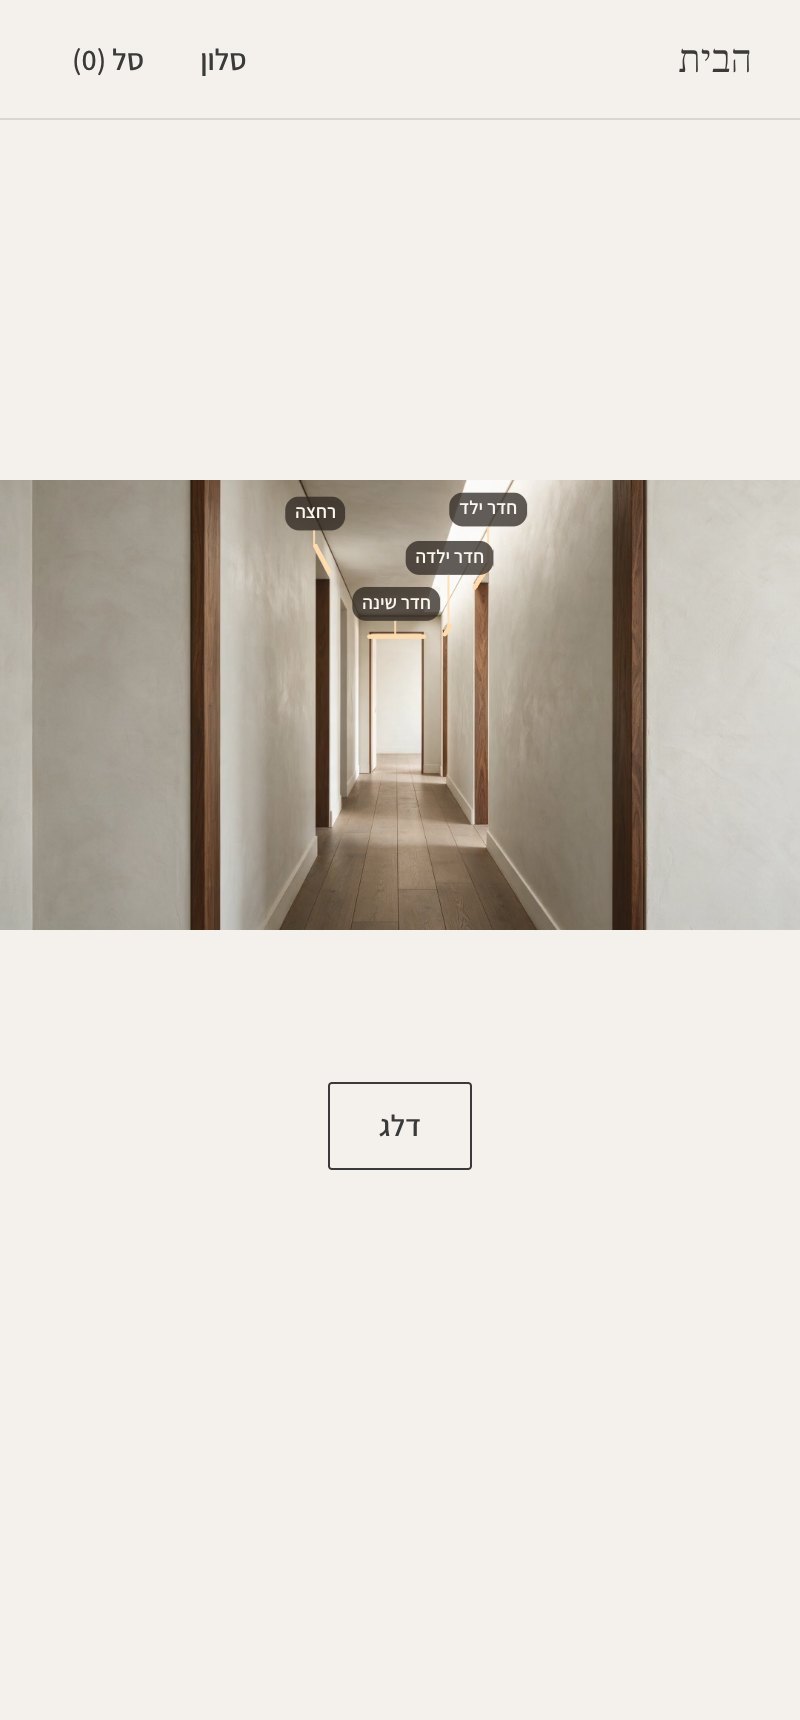 הבית
סלון
סל (0)
רחצה
חדר ילד
חדר ילדה
חדר שינה
דלג